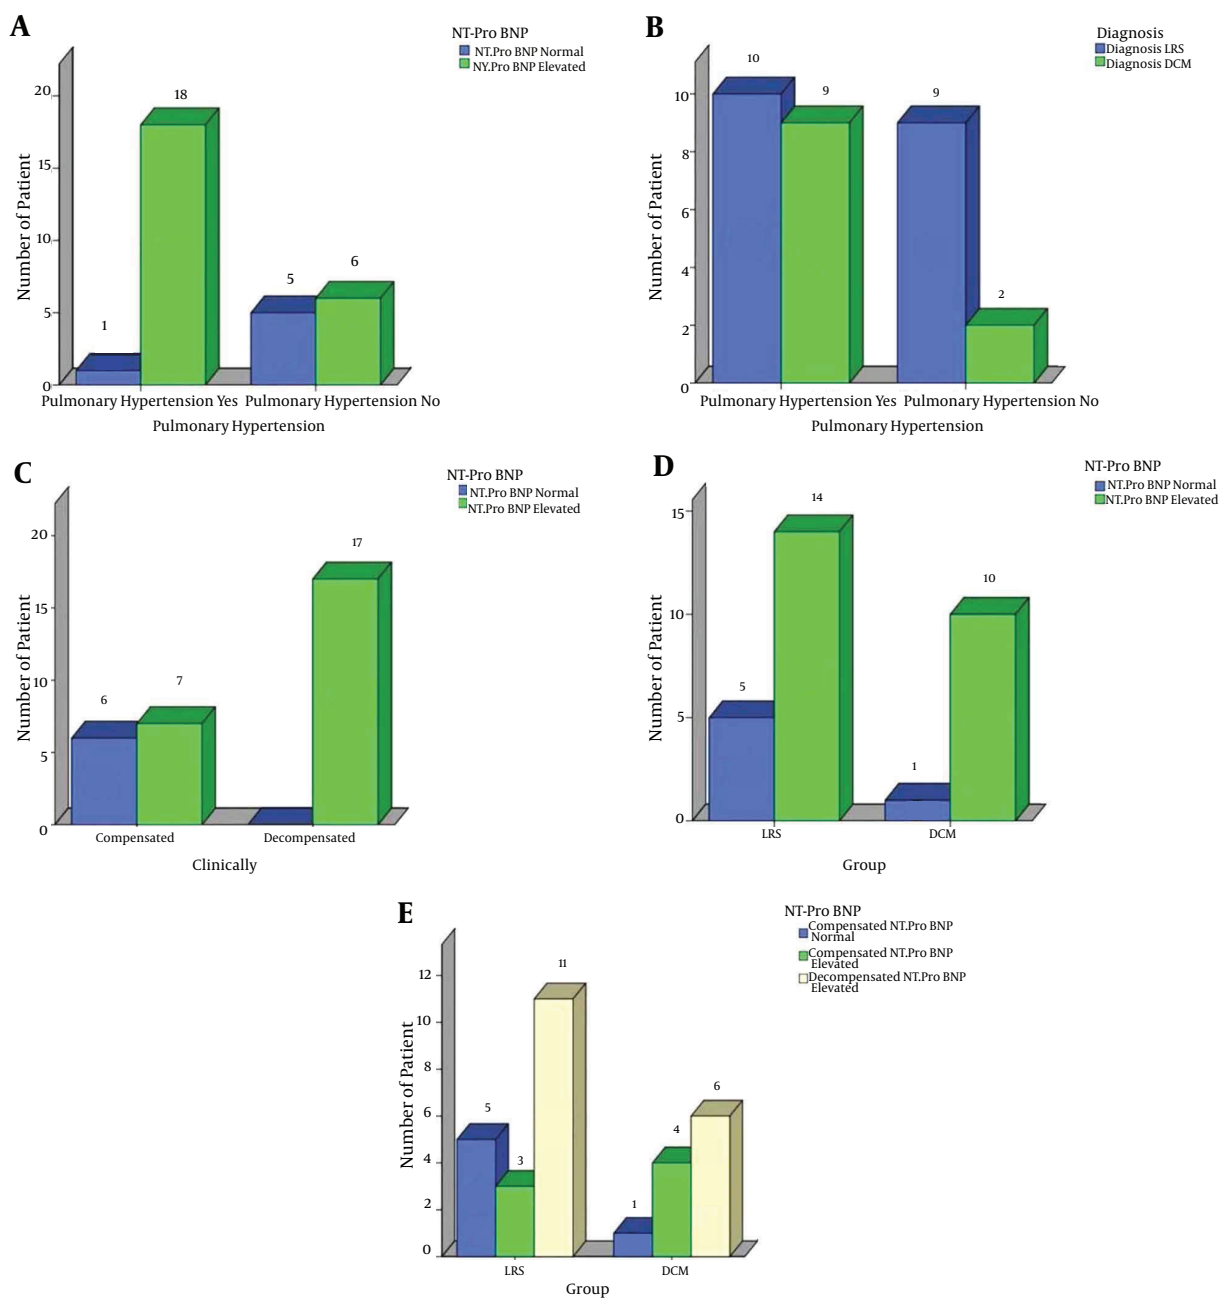 A
NT-Pro BNP
NT.Pro BNP Normal
NY.Pro BNP Elevated
20
15
10
5
0
Number of Patient
1
18
5
6
Pulmonary Hypertension Yes
Pulmonary Hypertension No
Pulmonary Hypertension
B
Diagnosis
Diagnosis LRS
Diagnosis DCM
10
8
6
4
2
0
Number of Patient
10
9
9
2
Pulmonary Hypertension Yes
Pulmonary Hypertension No
Pulmonary Hypertension
C
NT-Pro BNP
NT.Pro BNP Normal
NT.Pro BNP Elevated
20
15
10
5
0
Number of Patient
6
7
17
Compensated
Decompensated
Clinically
D
NT-Pro BNP
NT.Pro BNP Normal
NT.Pro BNP Elevated
15
10
5
0
Number of Patient
5
14
1
10
LRS
DCM
Group
E
NT-Pro BNP
Compensated NT.Pro BNP
Normal
Compensated NT.Pro BNP
Elevated
Decompensated NT.Pro BNP
Elevated
12
10
8
6
4
2
0
Number of Patient
5
3
11
1
4
6
LRS
DCM
Group